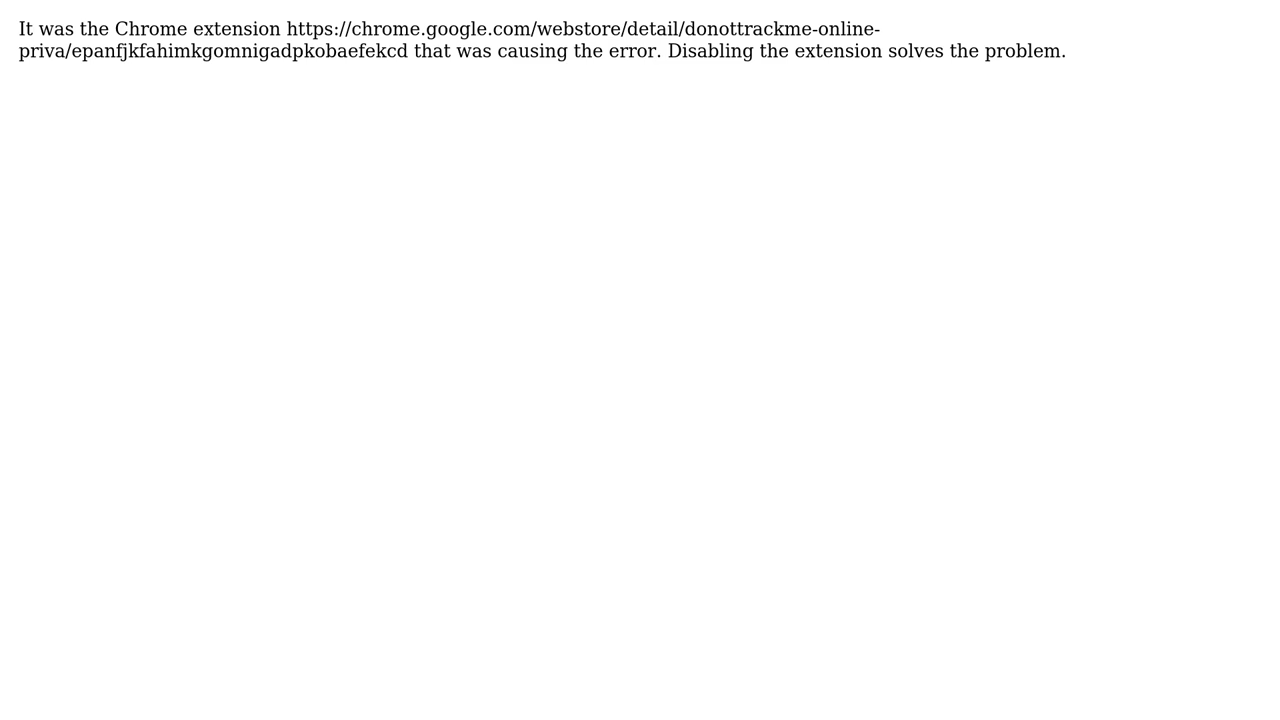 It was the Chrome extension https://chrome.google.com/webstore/detail/donottrackme-online-
priva/epanfjkfahimkgomnigadpkobaefekcd that was causing the error. Disabling the extension solves the problem.